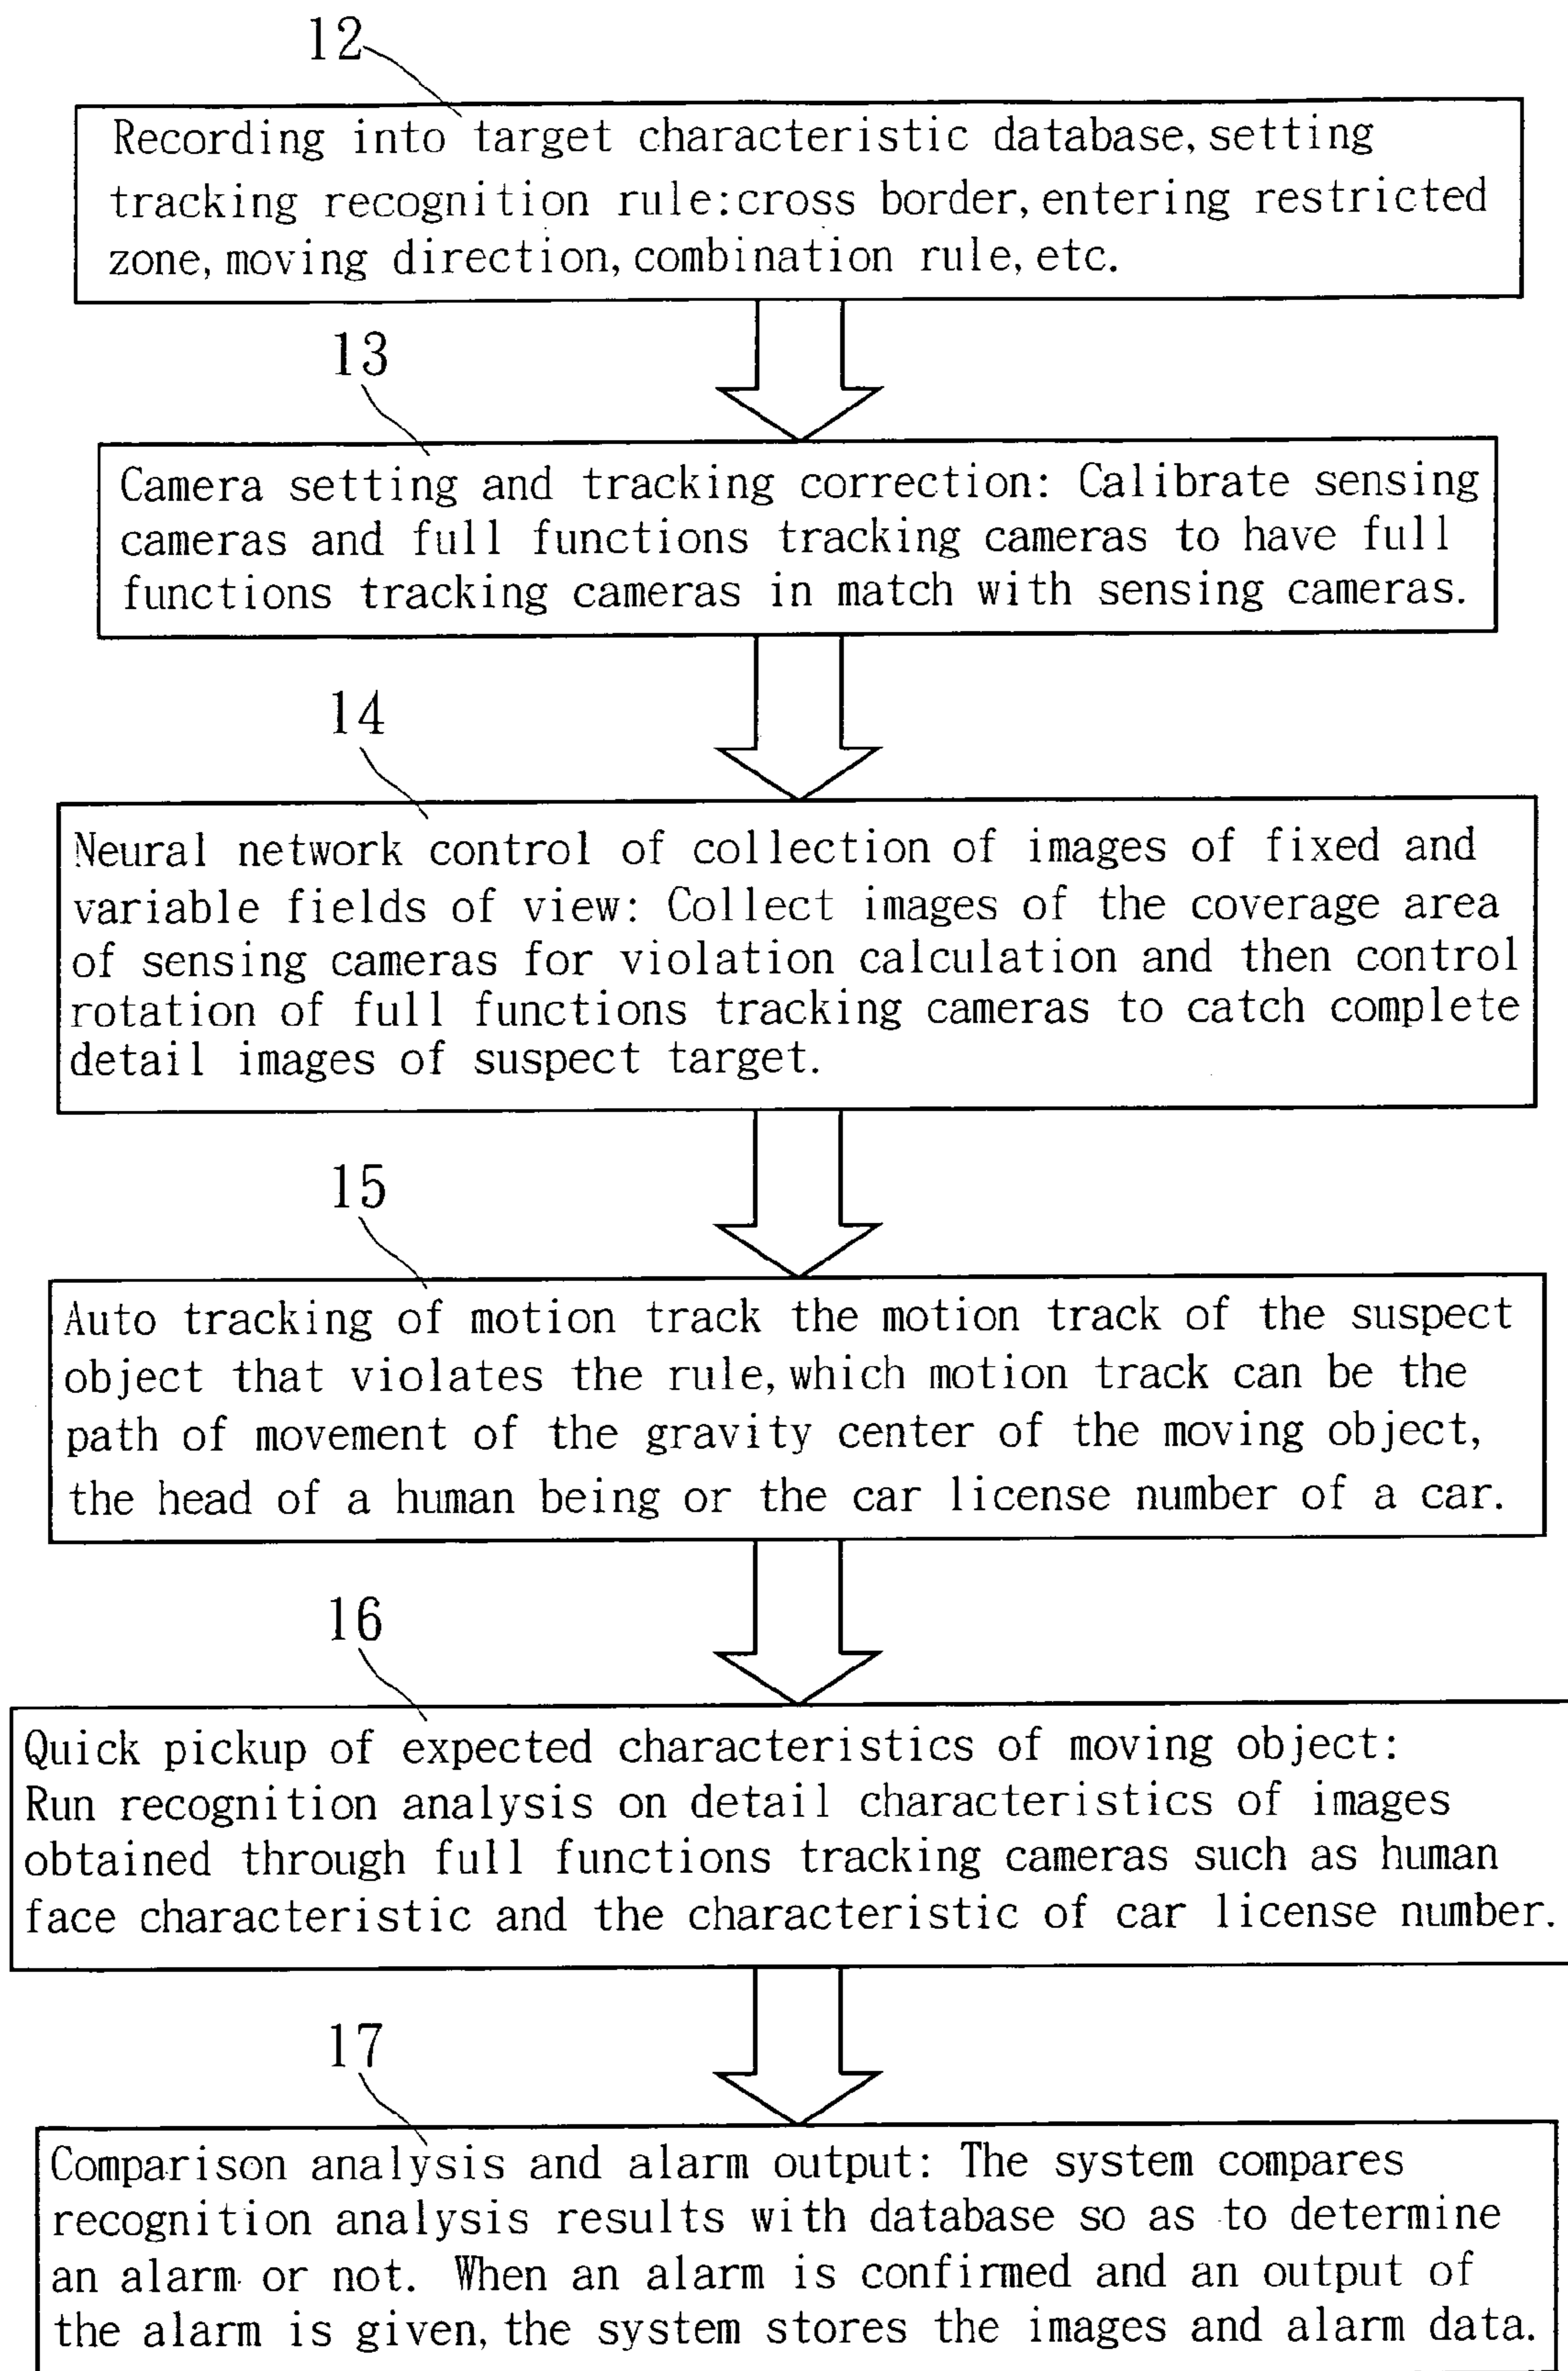 12
Recording into target characteristic database, setting
tracking recognition rule:cross border, entering restricted
zone, moving direction, combination rule, etc.
13
Camera setting and tracking correction: Calibrate sensing
cameras and full functions tracking cameras to have full
functions tracking cameras in match with sensing cameras.
14
Neural network control of collection of images of fixed and
variable fields of view: Collect images of the coverage area
of sensing cameras for violation calculation and then control
rotation of full functions tracking cameras to catch complete
detail images of suspect target.
15
Auto tracking of motion track the motion track of the suspect
object that violates the rule, which motion track can be the
path of movement of the gravity center of the moving object,
the head of a human being or the car license number of a car.
16
Quick pickup of expected characteristics of moving object:
Run recognition analysis on detail characteristics of images
obtained through full functions tracking cameras such as human
face characteristic and the characteristic of car license number.
17
Comparison analysis and alarm output: The system compares
recognition analysis results with database so as to determine
an alarm or not. When an alarm is confirmed and an output of
the alarm is given, the system stores the images and alarm data.